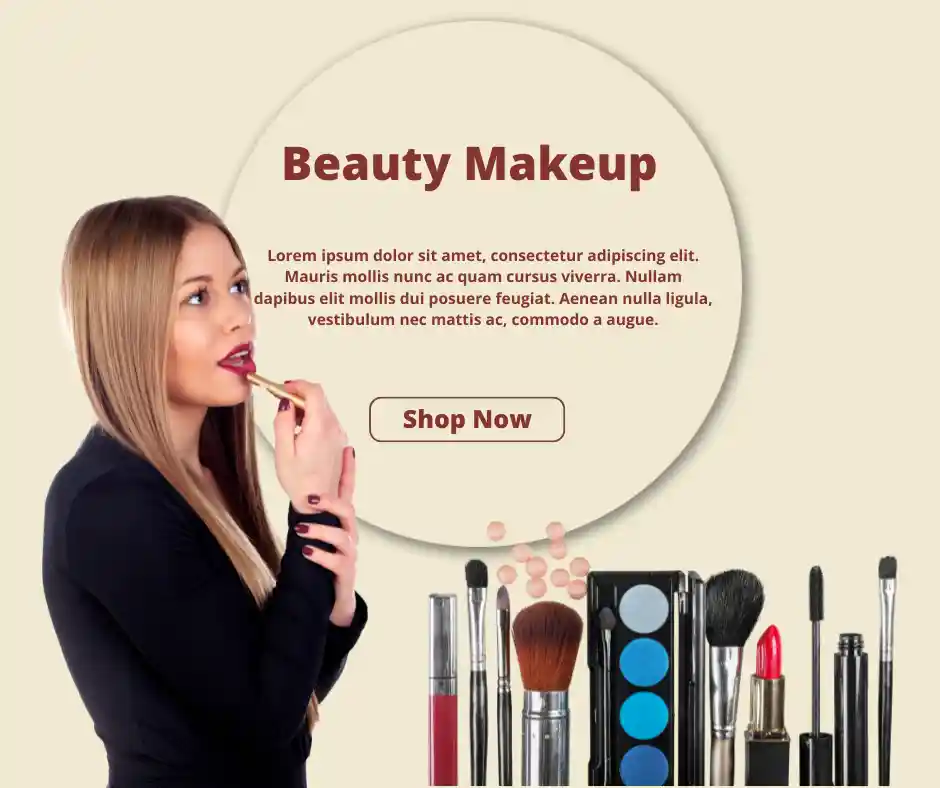 Beauty Makeup
Lorem ipsum dolor sit amet, consectetur adipiscing elit.
Mauris mollis nunc ac quam cursus viverra. Nullam
dapibus elit mollis dui posuere feugiat. Aenean nulla ligula,
vestibulum nec mattis ac, commodo a augue.
Shop Now